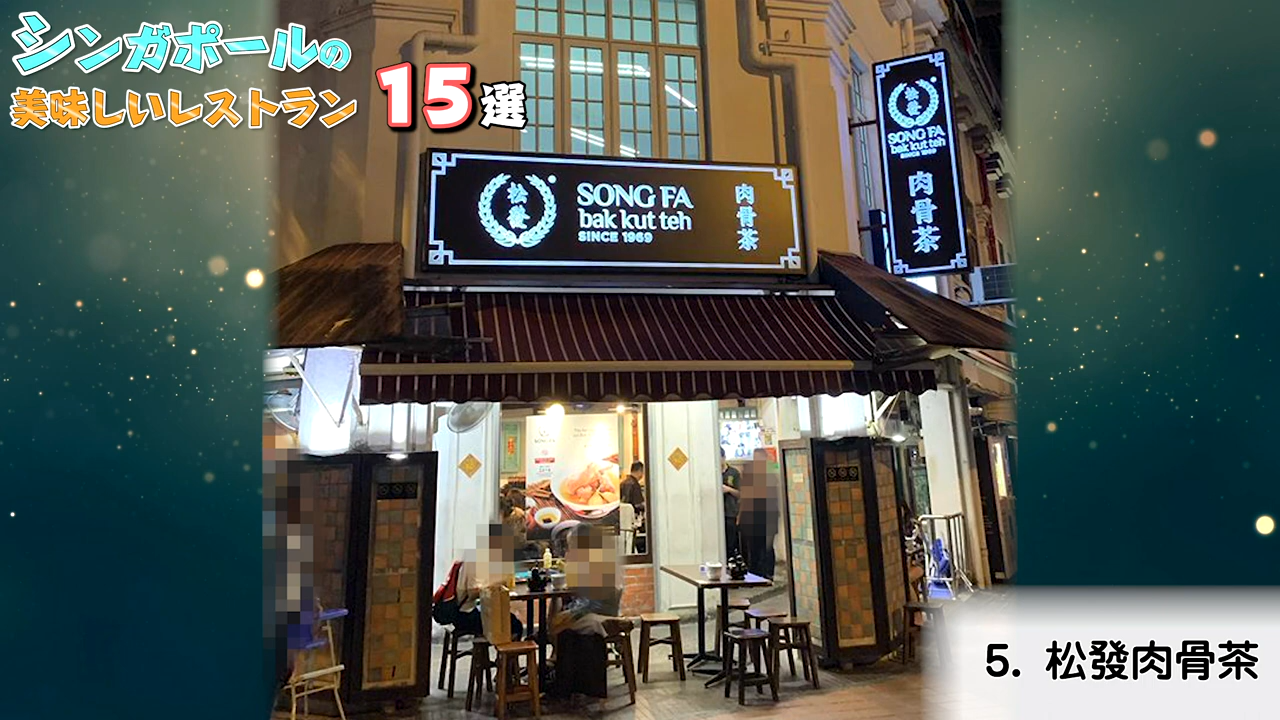 シンガポールの
美味しいレストラン 15選
松發
SONG FA
bak kut teh
SINCE 1969
肉骨茶
松發
SONG FA
bak kut teh
SINCE 1969
肉骨茶
5. 松發肉骨茶